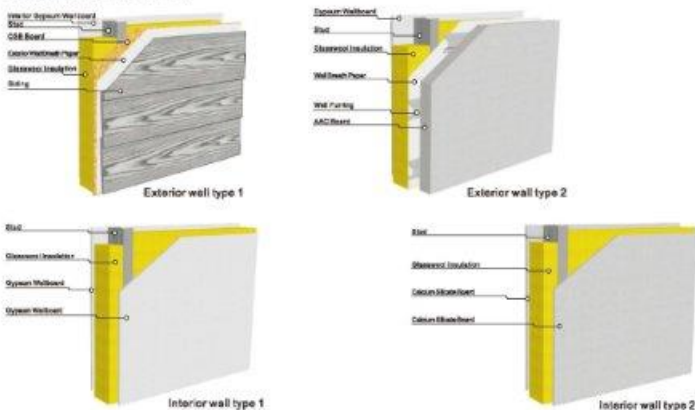 Interior Gypsum Wallboard
Stud
OSB Board
Exterior Wall Breath Paper
Glasswool Insulation
Siding
Exterior wall type 1
Gypsum Wallboard
Stud
Glasswool Insulation
Wall Breath Paper
Wall Furring
AAC Board
Exterior wall type 2
Stud
Glasswool Insulation
Gypsum Wallboard
Gypsum Wallboard
Interior wall type 1
Stud
Glasswool Insulation
Calcium Silicate Board
Calcium Silicate Board
Interior wall type 2